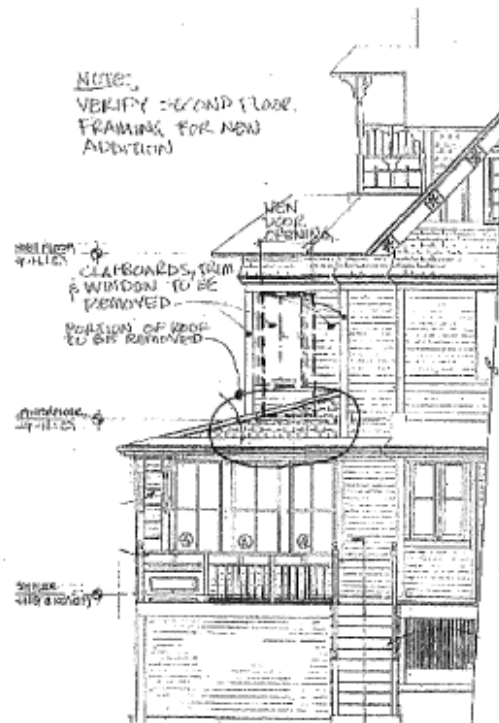 NOTE:
VERIFY SECOND FLOOR
FRAMING FOR NEW
ADDITION
NEW
DOOR
OPENING
CLAPBOARDS, TRIM
& WINDOW TO BE
REMOVED
PORTION OF ROOF
TO BE REMOVED